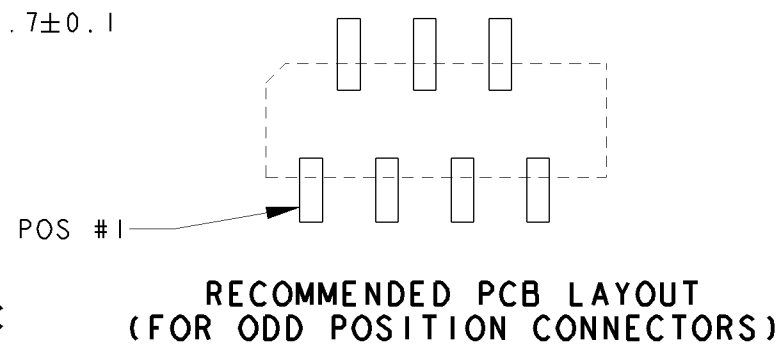 .7±0.1
POS #1
RECOMMENDED PCB LAYOUT
(FOR ODD POSITION CONNECTORS)